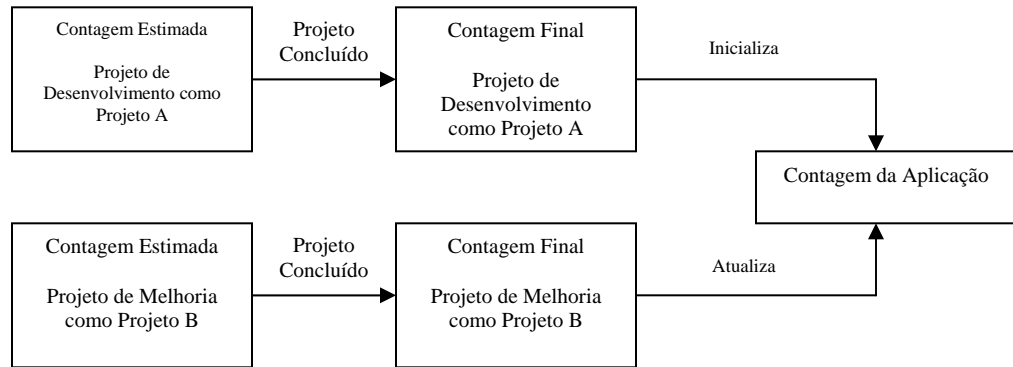 Contagem Estimada
Projeto de
Desenvolvimento como
Projeto A
Projeto
Concluído
Contagem Final
Projeto de
Desenvolvimento
como Projeto A
Inicializa
Contagem da Aplicação
Contagem Estimada
Projeto de Melhoria
como Projeto B
Projeto
Concluído
Contagem Final
Projeto de Melhoria
como Projeto B
Atualiza